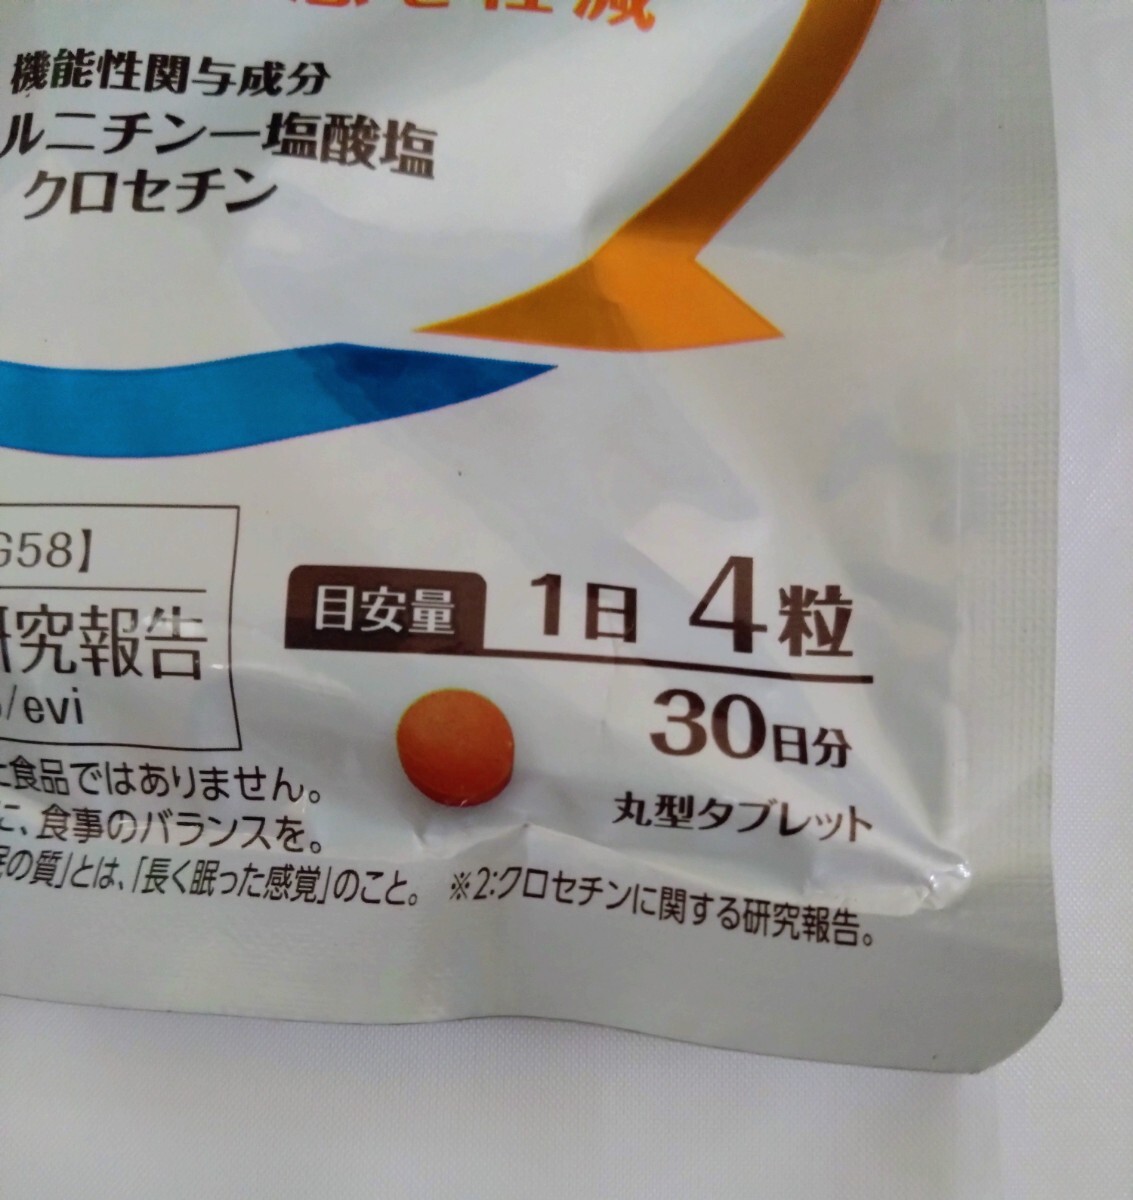 を軽減
機能性関与成分
ルニチン一塩酸塩
クロセチン
G58】
研究報告
/evi
目安量 1日 4粒
30日分
丸型タブレット
食品ではありません。
に、食事のバランスを。
の質」とは、「長く眠った感覚」のこと。 ※2:クロセチンに関する研究報告。